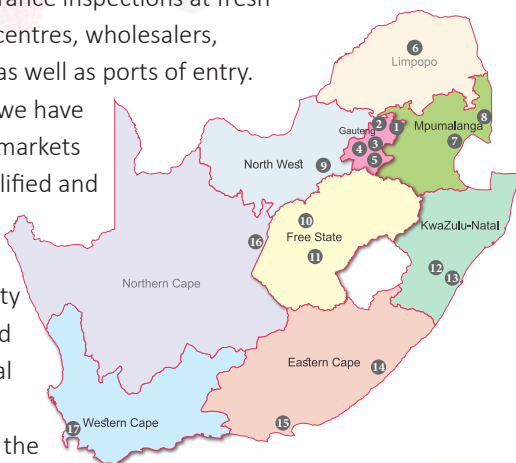 rance inspections at fresh
centres, wholesalers,
as well as ports of entry.
we have
markets
lified and
ty
d
al
the
6
Limpopo
8
2
1
Gauteng
Mpumalanga
4
3
7
5
North West
9
KwaZulu-Natal
10
16
Free State
11
12
13
Northern Cape
Eastern Cape
14
17
Western Cape
15